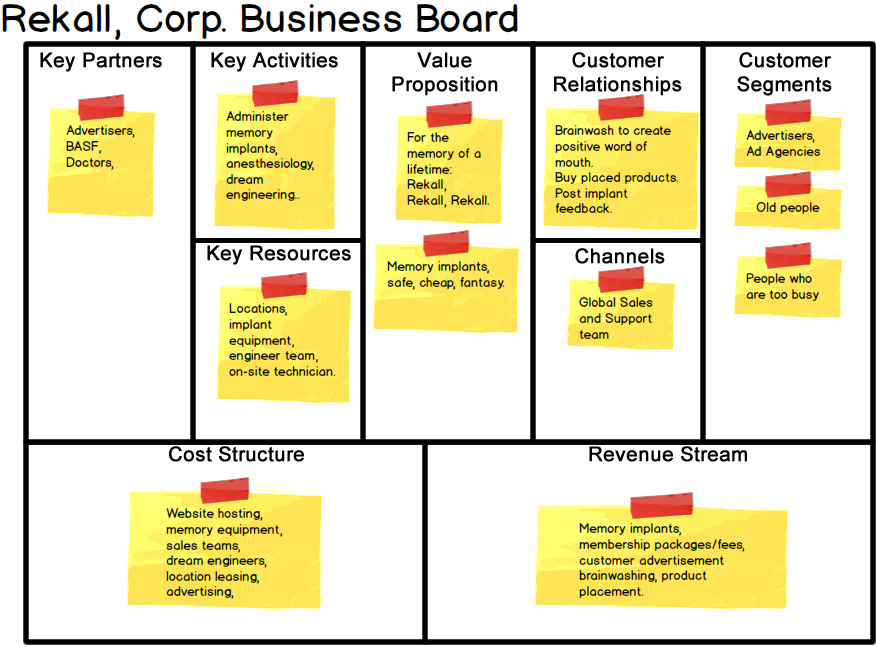 Rekall, Corp. Business Board
Key Partners
Advertisers,
BASF,
Doctors,
Key Activities
Administer
memory
implants,
anesthesiology,
dream
engineering..
Key Resources
Locations,
implant
equipment,
engineer team,
on-site technician.
Value
Proposition
For the
memory of a
lifetime:
Rekall,
Rekall, Rekall.
Memory implants,
safe, cheap, fantasy.
Customer
Relationships
Brainwash to create
positive word of
mouth.
Buy placed products.
Post implant
feedback.
Channels
Global Sales
and Support
team
Customer
Segments
Advertisers,
Ad Agencies
Old people
People who
are too busy
Cost Structure
Website hosting,
memory equipment,
sales teams,
dream engineers,
location leasing,
advertising,
Revenue Stream
Memory implants,
membership packages/fees,
customer advertisement
brainwashing, product
placement.